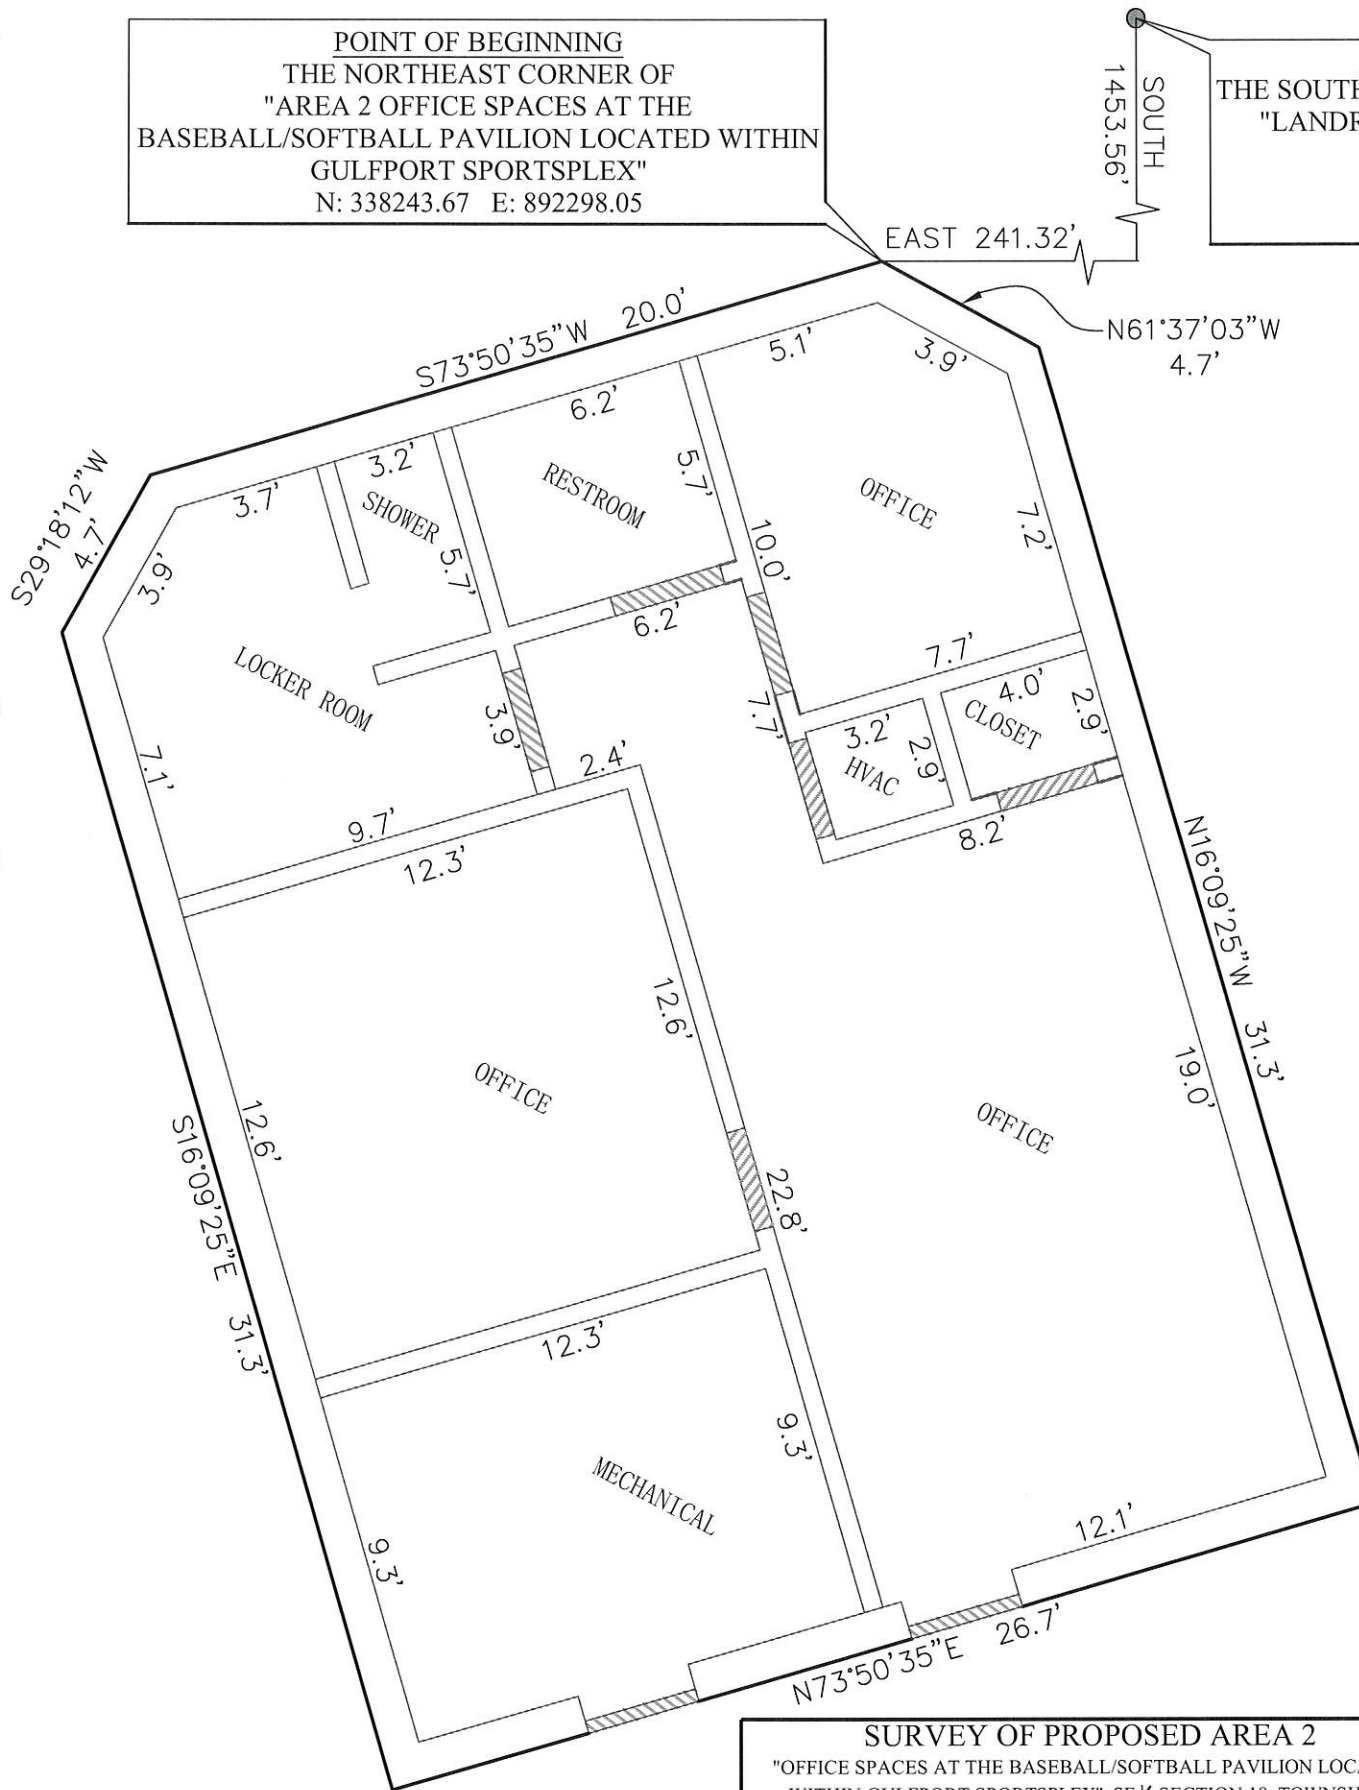 POINT OF BEGINNING
THE NORTHEAST CORNER OF
"AREA 2 OFFICE SPACES AT THE
BASEBALL/SOFTBALL PAVILION LOCATED WITHIN
GULFPORT SPORTSPLEX"
N: 338243.67 E: 892298.05
SOUTH
1453.56'
THE SOUTH
"LANDR
EAST 241.32'
N61°37'03"W
4.7'
S73°50'35"W 20.0'
5.1'
3.9'
6.2'
3.2'
3.7'
S29°18'12"W
4.7'
3.9'
SHOWER
RESTROOM
5.7'
OFFICE
7.2'
5.7'
10.0'
6.2'
LOCKER ROOM
7.7'
3.9'
7.7'
4.0'
CLOSET
2.9'
3.2'
HVAC
2.9'
7.1'
2.4'
9.7'
12.3'
8.2'
N16°09'25"W 31.3'
12.6'
OFFICE
12.6'
OFFICE
19.0'
S16°09'25"E 31.3'
22.8'
12.3'
9.3'
MECHANICAL
9.3'
12.1'
N73°50'35"E 26.7'
SURVEY OF PROPOSED AREA 2
"OFFICE SPACES AT THE BASEBALL/SOFTBALL PAVILION LOCA